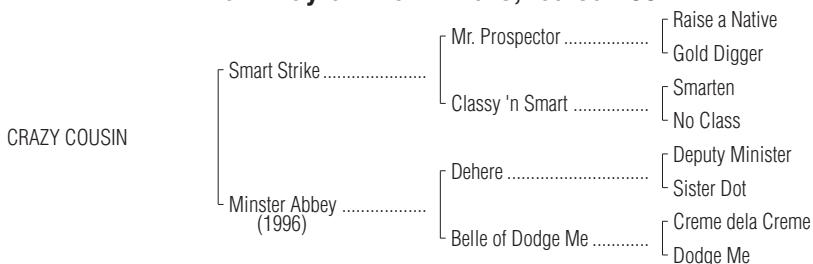 Mr. Prospector ................. Raise a Native
Gold Digger
Smart Strike .....................
Classy 'n Smart ................ Smarten
No Class
CRAZY COUSIN
Dehere .............................. Deputy Minister
Sister Dot
Minster Abbey ..................
(1996)
Belle of Dodge Me ............ Creme dela Creme
Dodge Me